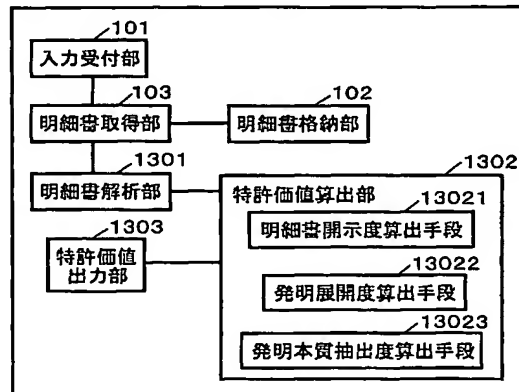 101
入力受付部
103
明細書取得部
102
明細書格納部
1301
明細書解析部
1302
特許価値算出部
13021
明細書開示度算出手段
1303
特許価値
出力部
13022
発明展開度算出手段
13023
発明本質抽出度算出手段